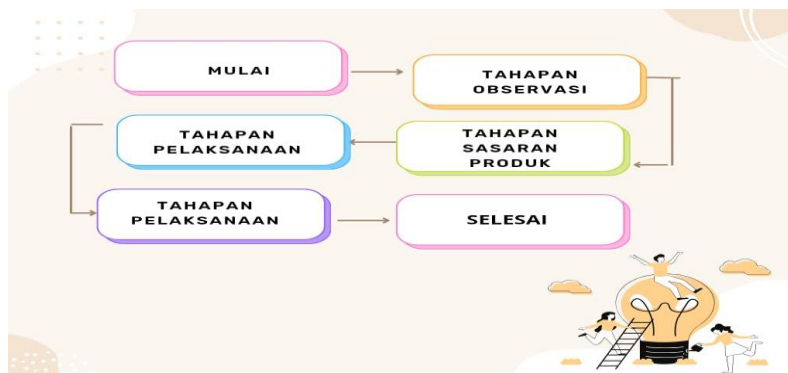 MULAI
TAHAPAN
OBSERVASI
TAHAPAN
SASARAN
PRODUK
TAHAPAN
PELAKSANAAN
TAHAPAN
PELAKSANAAN
SELESAI